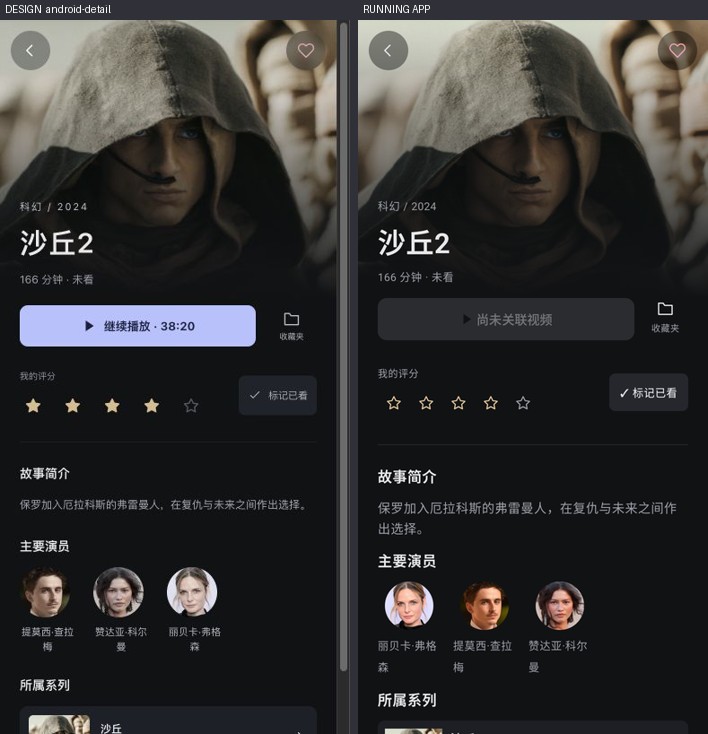 DESIGN android-detail
科幻 / 2024
沙丘2
166 分钟 · 未看
继续播放 · 38:20
收藏夹
我的评分
标记已看
故事简介
保罗加入厄拉科斯的弗雷曼人，在复仇与未来之间作出选择。
主要演员
提莫西·查拉
梅
赞达亚·科尔
曼
丽贝卡·弗格
森
所属系列
沙丘
RUNNING APP
科幻 / 2024
沙丘2
166 分钟 · 未看
尚未关联视频
收藏夹
我的评分
✓ 标记已看
故事简介
保罗加入厄拉科斯的弗雷曼人，在复仇与未来之间作
出选择。
主要演员
丽贝卡·弗格
森
提莫西·查拉
梅
赞达亚·科尔
曼
所属系列